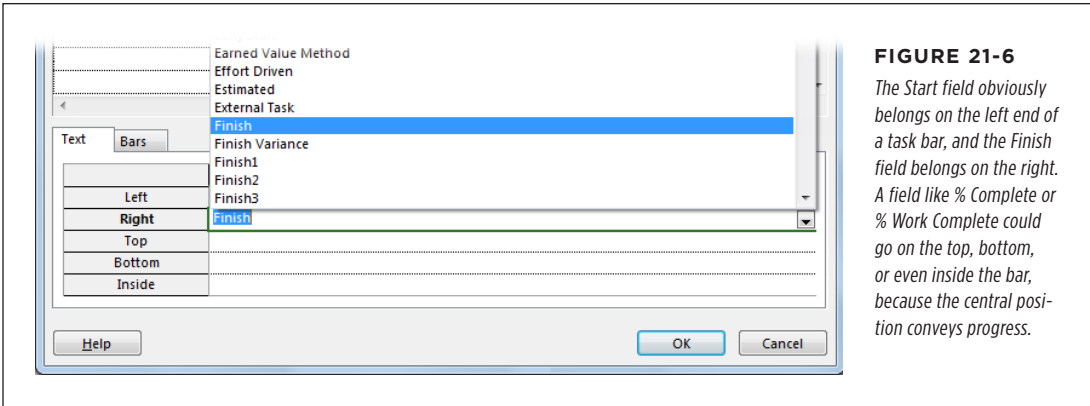 Earned Value Method
Effort Driven
Estimated
External Task
Finish
Finish Variance
Finish1
Finish2
Finish3
Text Bars
Left
Right Finish
Top
Bottom
Inside
Help OK Cancel
FIGURE 21-6
The Start field obviously
belongs on the left end of
a task bar, and the Finish
field belongs on the right.
A field like % Complete or
% Work Complete could
go on the top, bottom,
or even inside the bar,
because the central posi-
tion conveys progress.